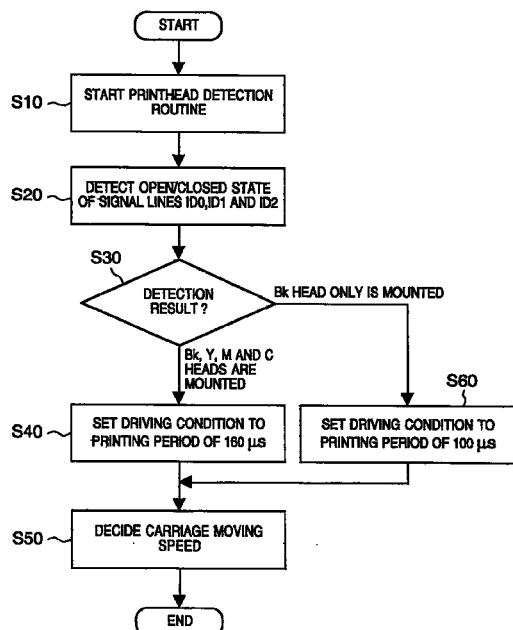 START
S10
START PRINTHEAD DETECTION
ROUTINE
S20
DETECT OPEN/CLOSED STATE
OF SIGNAL LINES ID0,ID1 AND ID2
S30
DETECTION
RESULT ?
Bk HEAD ONLY IS MOUNTED
Bk, Y, M AND C
HEADS ARE
MOUNTED
S60
S40
SET DRIVING CONDITION TO
PRINTING PERIOD OF 160 µs
SET DRIVING CONDITION TO
PRINTING PERIOD OF 100 µs
S50
DECIDE CARRIAGE MOVING
SPEED
END